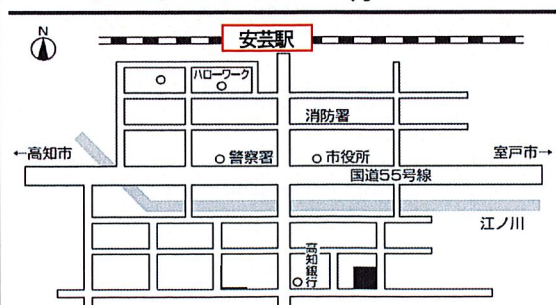 N
安芸駅
ハローワーク
消防署
←高知市
警察署
市役所
室戸市→
国道55号線
江ノ川
高知銀行